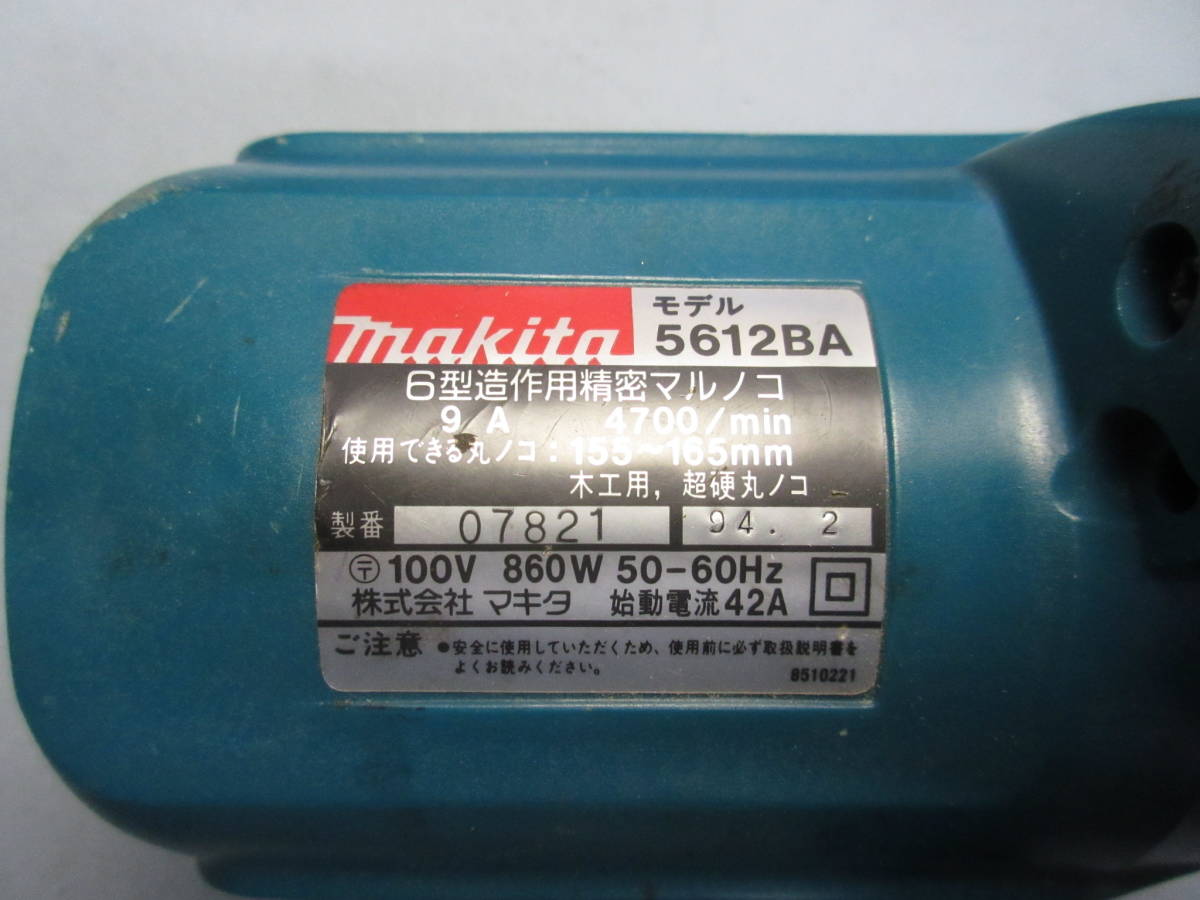 makita モデル
5612BA
6型造作用精密マルノコ
9 A 4700/min
使用できる丸ノコ:155~165mm
木工用, 超硬丸ノコ
製番 07821 94. 2
〒 100V 860W 50-60Hz
株式会社 マキタ 始動電流42A
ご注意 ●安全に使用していただくため、使用前に必ず取扱説明書を
よくお読みください。
8510221